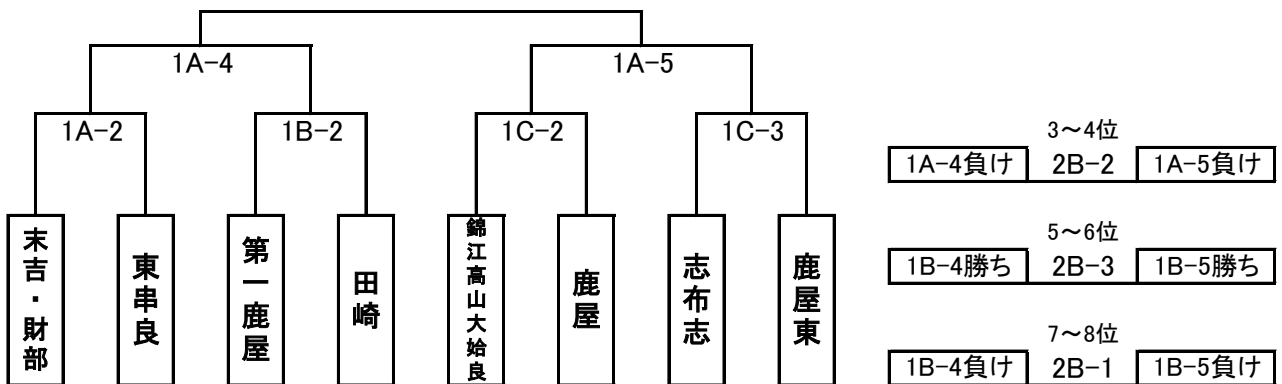 1A-4
1A-5
1A-2
1B-2
1C-2
1C-3
末吉・財部
東串良
第一鹿屋
田崎
錦江高山大姶良
鹿屋
志布志
鹿屋東
3~4位
1A-4負け 2B-2 1A-5負け
5~6位
1B-4勝ち 2B-3 1B-5勝ち
7~8位
1B-4負け 2B-1 1B-5負け